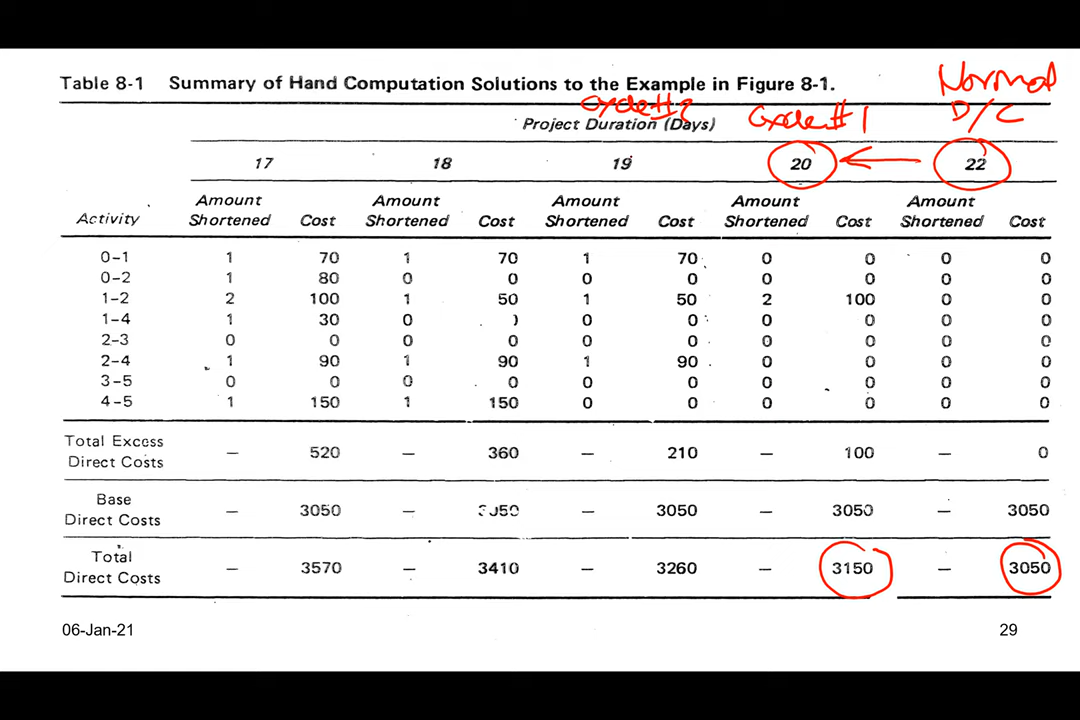 Normal
Table 8-1 Summary of Hand Computation Solutions to the Example in Figure 8-1.
Cycle #2 Cycle #1 D/C
Project Duration (Days)
17 18 19 20 22
Activity Amount Shortened Cost Amount Shortened Cost Amount Shortened Cost Amount Shortened Cost Amount Shortened Cost
0-1 1 70 1 70 1 70 0 0 0 0
0-2 1 80 0 0 0 0 0 0 0 0
1-2 2 100 1 50 1 50 2 100 0 0
1-4 1 30 0 ) 0 0 0 0 0 0
2-3 0 0 0 0 0 0 0 0 0 0
2-4 1 90 1 90 1 90 0 0 0 0
3-5 0 0 0 0 0 0 0 0 0 0
4-5 1 150 1 150 0 0 0 0 0 0
Total Excess
Direct Costs — 520 — 360 — 210 — 100 — 0
Base
Direct Costs — 3050 — 3050 — 3050 — 3050 — 3050
Total
Direct Costs — 3570 — 3410 — 3260 — 3150 — 3050
06-Jan-21 29